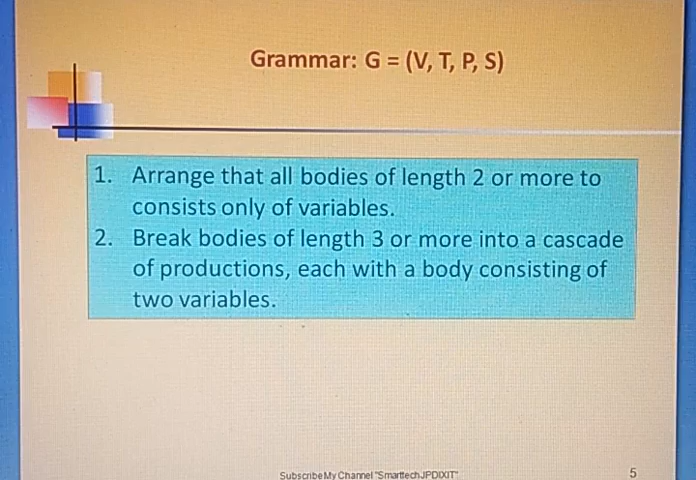 Grammar: G = (V, T, P, S)
1. Arrange that all bodies of length 2 or more to
consists only of variables.
2. Break bodies of length 3 or more into a cascade
of productions, each with a body consisting of
two variables.
Subscribe My Channel "Smarttech JPDIXIT" 5